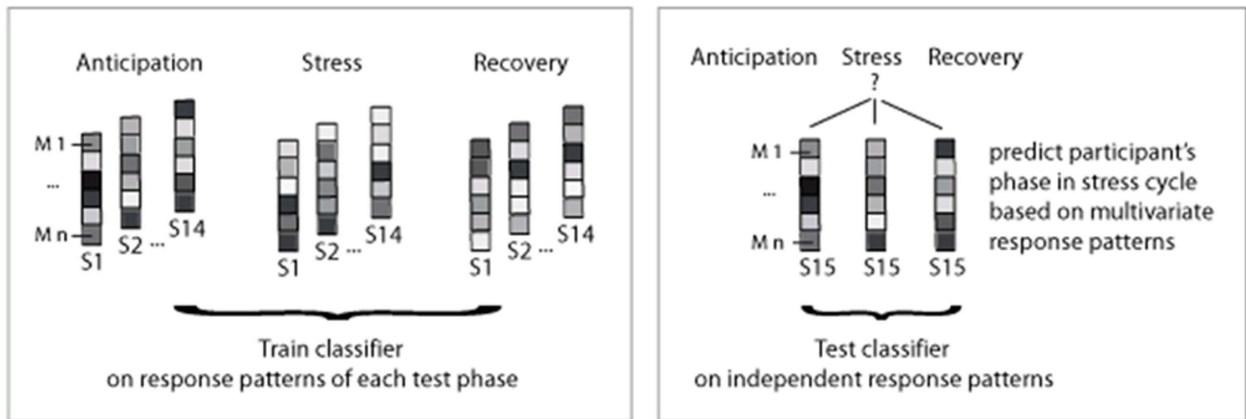 Anticipation
Stress
Recovery
M 1
...
M n
S1
S2 ...
S14
S1
S2 ...
S14
S1
S2 ...
S14
Train classifier
on response patterns of each test phase
Anticipation
Stress
Recovery
?
M 1
...
M n
S15
S15
S15
predict participant's
phase in stress cycle
based on multivariate
response patterns
Test classifier
on independent response patterns